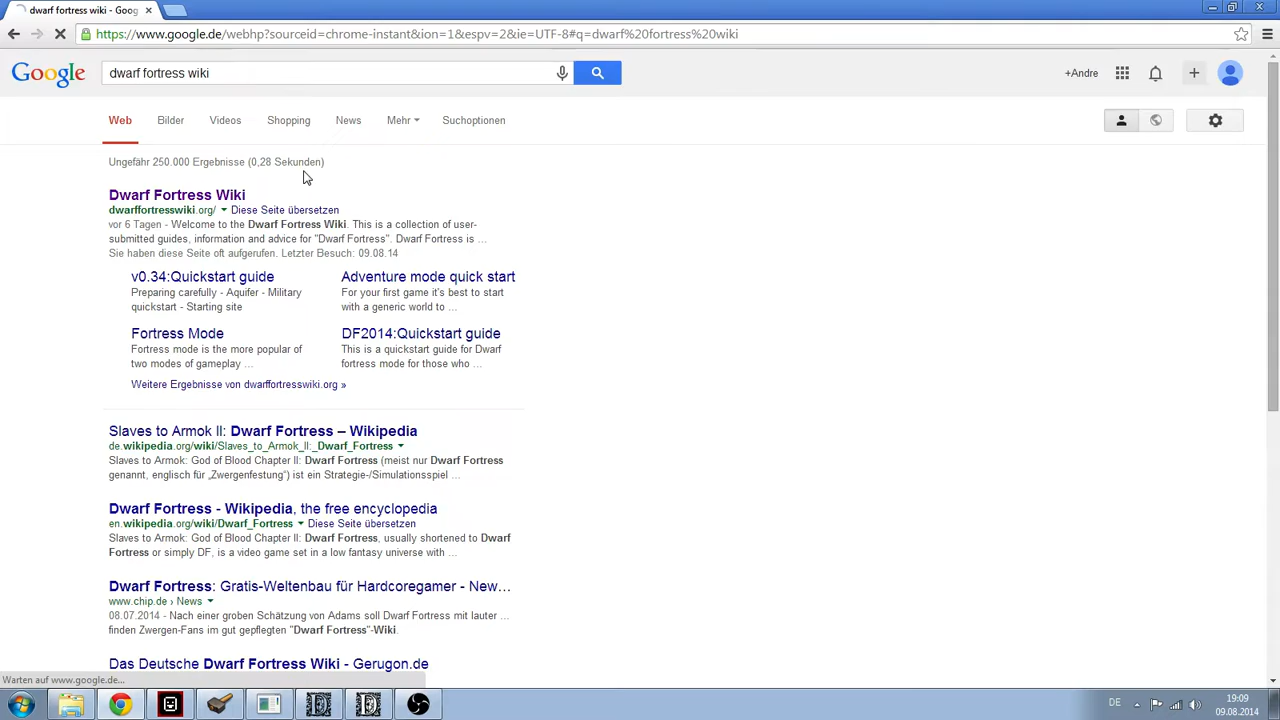 dwarf fortress wiki - Goog
https://www.google.de/webhp?sourceid=chrome-instant&ion=1&espv=2&ie=UTF-8#q=dwarf%20fortress%20wiki
Google
dwarf fortress wiki
+Andre
Web Bilder Videos Shopping News Mehr Suchoptionen
Ungefähr 250.000 Ergebnisse (0,28 Sekunden)
Dwarf Fortress Wiki
dwarffortresswiki.org/ Diese Seite übersetzen
vor 6 Tagen - Welcome to the Dwarf Fortress Wiki. This is a collection of user-
submitted guides, information and advice for "Dwarf Fortress". Dwarf Fortress is ...
Sie haben diese Seite oft aufgerufen. Letzter Besuch: 09.08.14
v0.34:Quickstart guide
Preparing carefully - Aquifer - Military
quickstart - Starting site
Adventure mode quick start
For your first game it's best to start
with a generic world to ...
Fortress Mode
Fortress mode is the more popular of
two modes of gameplay ...
DF2014:Quickstart guide
This is a quickstart guide for Dwarf
fortress mode for those who ...
Weitere Ergebnisse von dwarffortresswiki.org »
Slaves to Armok II: Dwarf Fortress – Wikipedia
de.wikipedia.org/wiki/Slaves_to_Armok_II:_Dwarf_Fortress
Slaves to Armok: God of Blood Chapter II: Dwarf Fortress (meist nur Dwarf Fortress
genannt, englisch für „Zwergenfestung“) ist ein Strategie-/Simulationsspiel ...
Dwarf Fortress - Wikipedia, the free encyclopedia
en.wikipedia.org/wiki/Dwarf_Fortress Diese Seite übersetzen
Slaves to Armok: God of Blood Chapter II: Dwarf Fortress, usually shortened to Dwarf
Fortress or simply DF, is a video game set in a low fantasy universe with ...
Dwarf Fortress: Gratis-Weltenbau für Hardcoregamer - New...
www.chip.de › News
08.07.2014 - Nach einer groben Schätzung von Adams soll Dwarf Fortress mit lauter ...
finden Zwergen-Fans im gut gepflegten "Dwarf Fortress"-Wiki.
Das Deutsche Dwarf Fortress Wiki - Gerugon.de
Warten auf www.google.de...
DE
19:09
09.08.2014